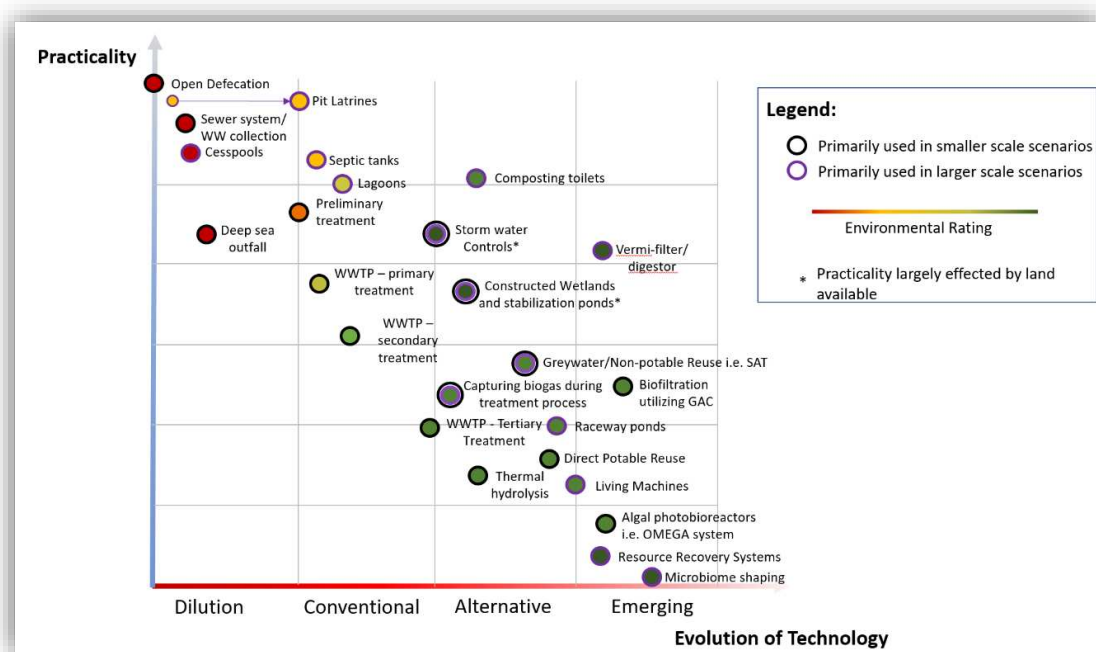 Practicality
Open Defecation
Pit Latrines
Sewer system/
WW collection
Cesspools
Septic tanks
Lagoons
Composting toilets
Preliminary
treatment
Deep sea
outfall
Storm water
Controls*
Vermi-filter/
digestor
WWTP – primary
treatment
Constructed Wetlands
and stabilization ponds*
WWTP –
secondary
treatment
Greywater/Non-potable Reuse i.e. SAT
Capturing biogas during
treatment process
Biofiltration
utilizing GAC
WWTP - Tertiary
Treatment
Raceway ponds
Direct Potable Reuse
Thermal
hydrolysis
Living Machines
Algal photobioreactors
i.e. OMEGA system
Resource Recovery Systems
Microbiome shaping
Dilution
Conventional
Alternative
Emerging
Evolution of Technology
Legend:
Primarily used in smaller scale scenarios
Primarily used in larger scale scenarios
Environmental Rating
* Practicality largely effected by land
available